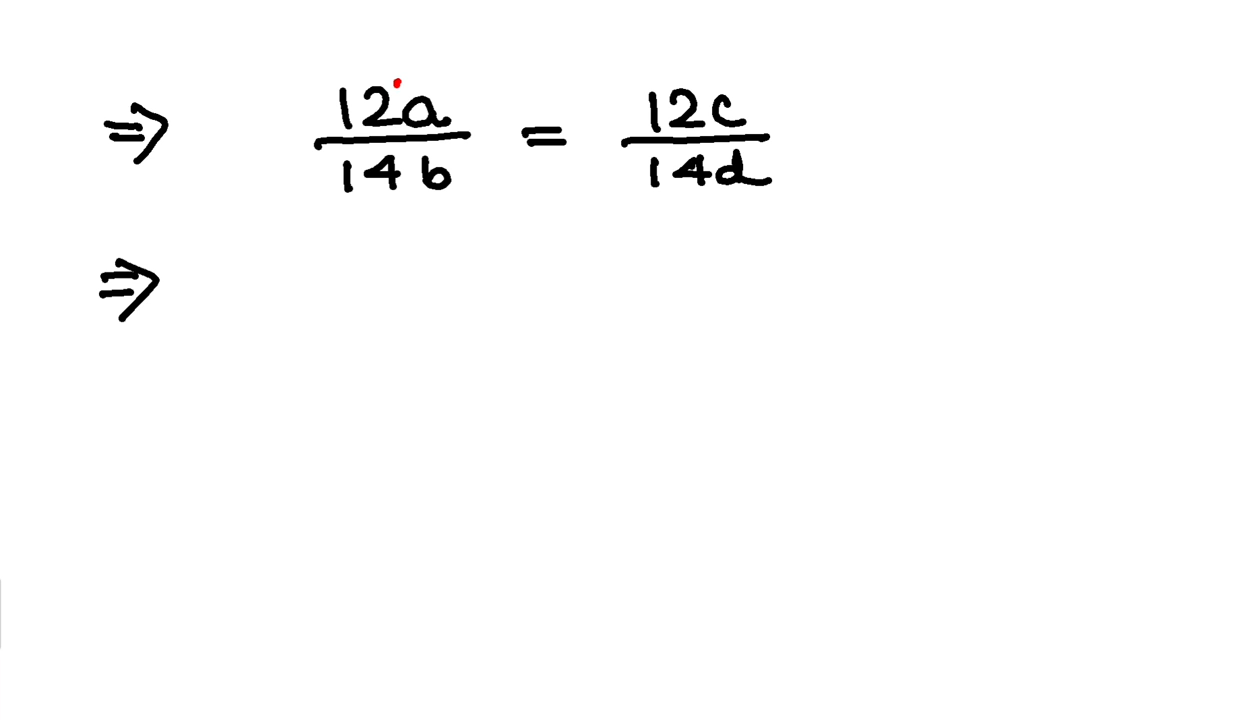 ⇒ 12a/14b = 12c/14d
⇒